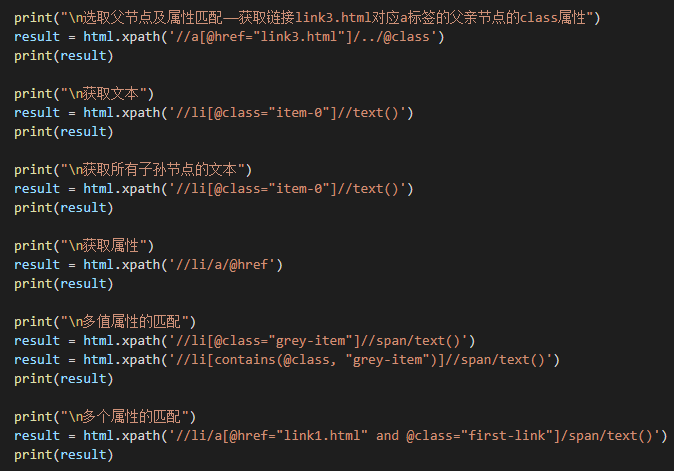 print("\n选取父节点及属性匹配——获取链接link3.html对应a标签的父亲节点的class属性")
result = html.xpath('//a[@href="link3.html"]/../@class')
print(result)
print("\n获取文本")
result = html.xpath('//li[@class="item-0"]//text()')
print(result)
print("\n获取所有子孙节点的文本")
result = html.xpath('//li[@class="item-0"]//text()')
print(result)
print("\n获取属性")
result = html.xpath('//li/a/@href')
print(result)
print("\n多值属性的匹配")
result = html.xpath('//li[@class="grey-item"]//span/text()')
result = html.xpath('//li[contains(@class, "grey-item")]//span/text()')
print(result)
print("\n多个属性的匹配")
result = html.xpath('//li/a[@href="link1.html" and @class="first-link"]/span/text()')
print(result)